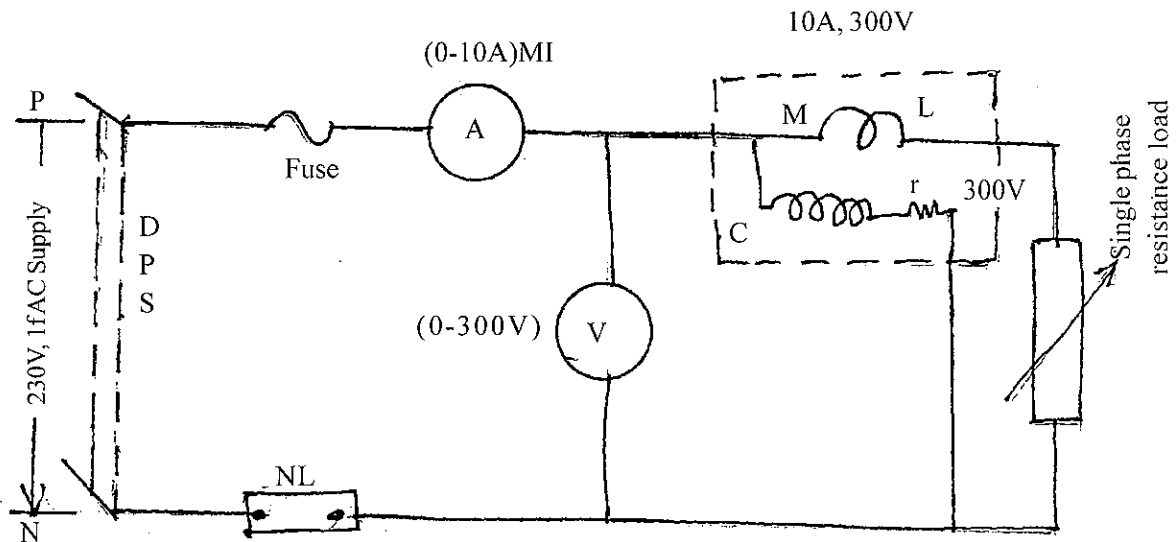 10A, 300V
(0-10A)MI
P
A
M
L
Fuse
r
300V
C
D
P
S
230V, 1fAC Supply
(0-300V)
V
Single phase
resistance load
NL
N